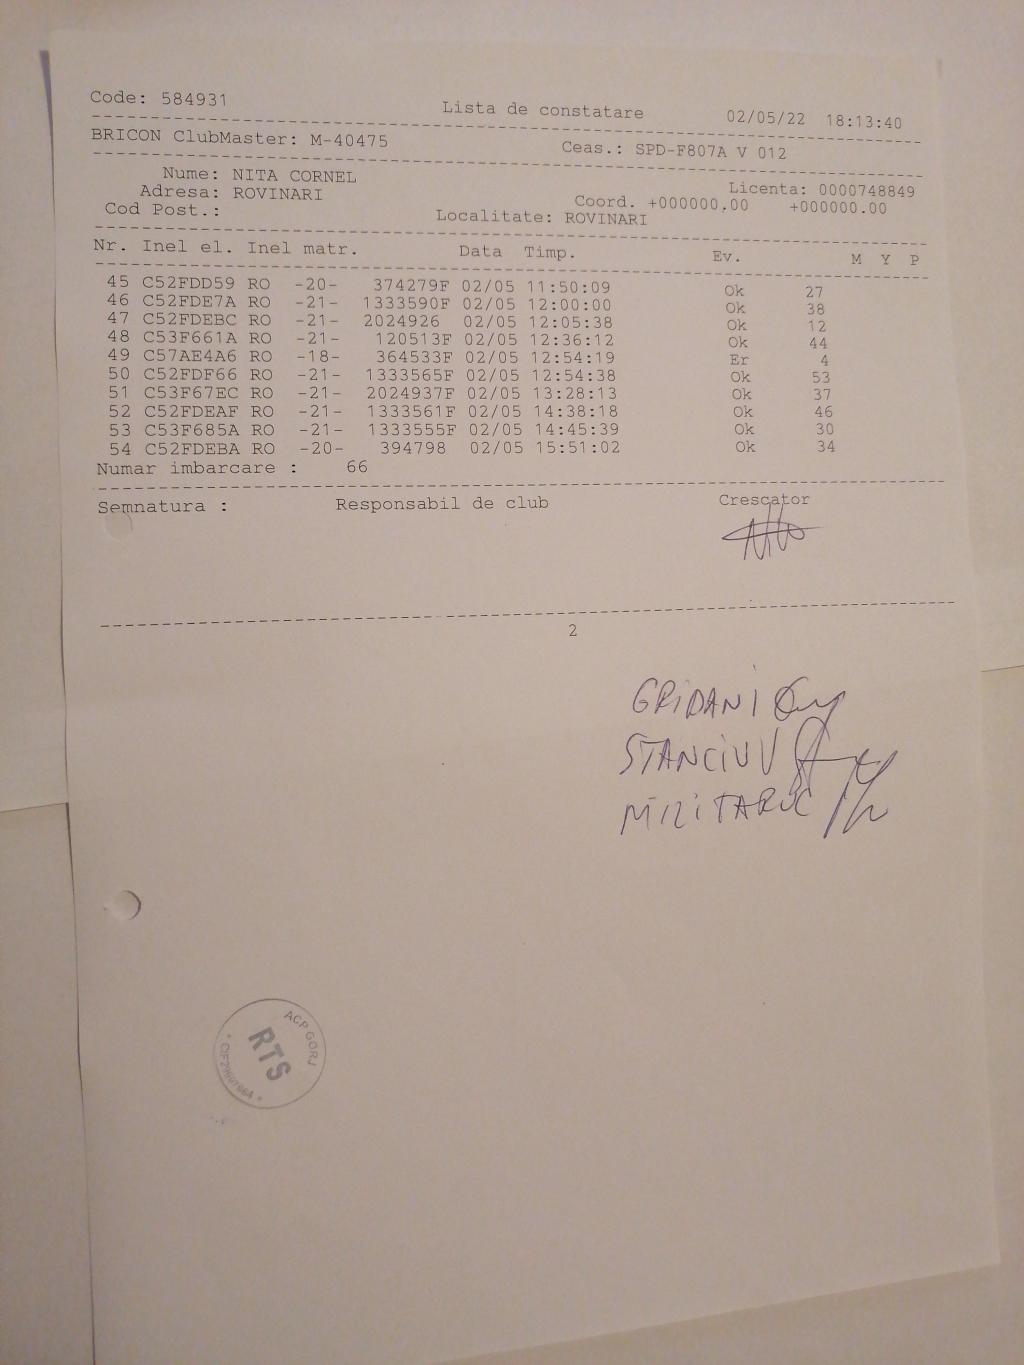 Code: 584931 Lista de constatare 02/05/22 18:13:40
BRICON ClubMaster: M-40475 Ceas.: SPD-F807A V 012
Nume: NITA CORNEL Licenta: 0000748849
Adresa: ROVINARI Coord. +000000.00 +000000.00
Cod Post.: Localitate: ROVINARI
Nr. Inel el. Inel matr. Data Timp. Ev. M Y P
45 C52FDD59 RO -20- 374279F 02/05 11:50:09 Ok 27
46 C52FDE7A RO -21- 1333590F 02/05 12:00:00 Ok 38
47 C52FDEBC RO -21- 2024926 02/05 12:05:38 Ok 12
48 C53F661A RO -21- 120513F 02/05 12:36:12 Ok 44
49 C57AE4A6 RO -18- 364533F 02/05 12:54:19 Er 4
50 C52FDF66 RO -21- 1333565F 02/05 12:54:38 Ok 53
51 C53F67EC RO -21- 2024937F 02/05 13:28:13 Ok 37
52 C52FDEAF RO -21- 1333561F 02/05 14:38:18 Ok 46
53 C53F685A RO -21- 1333555F 02/05 14:45:39 Ok 30
54 C52FDEBA RO -20- 394798 02/05 15:51:02 Ok 34
Numar imbarcare : 66
Semnatura : Responsabil de club Crescator
2
GRIDAN I
STANCIU V
MILITARU C
ACP GORJ
RTS